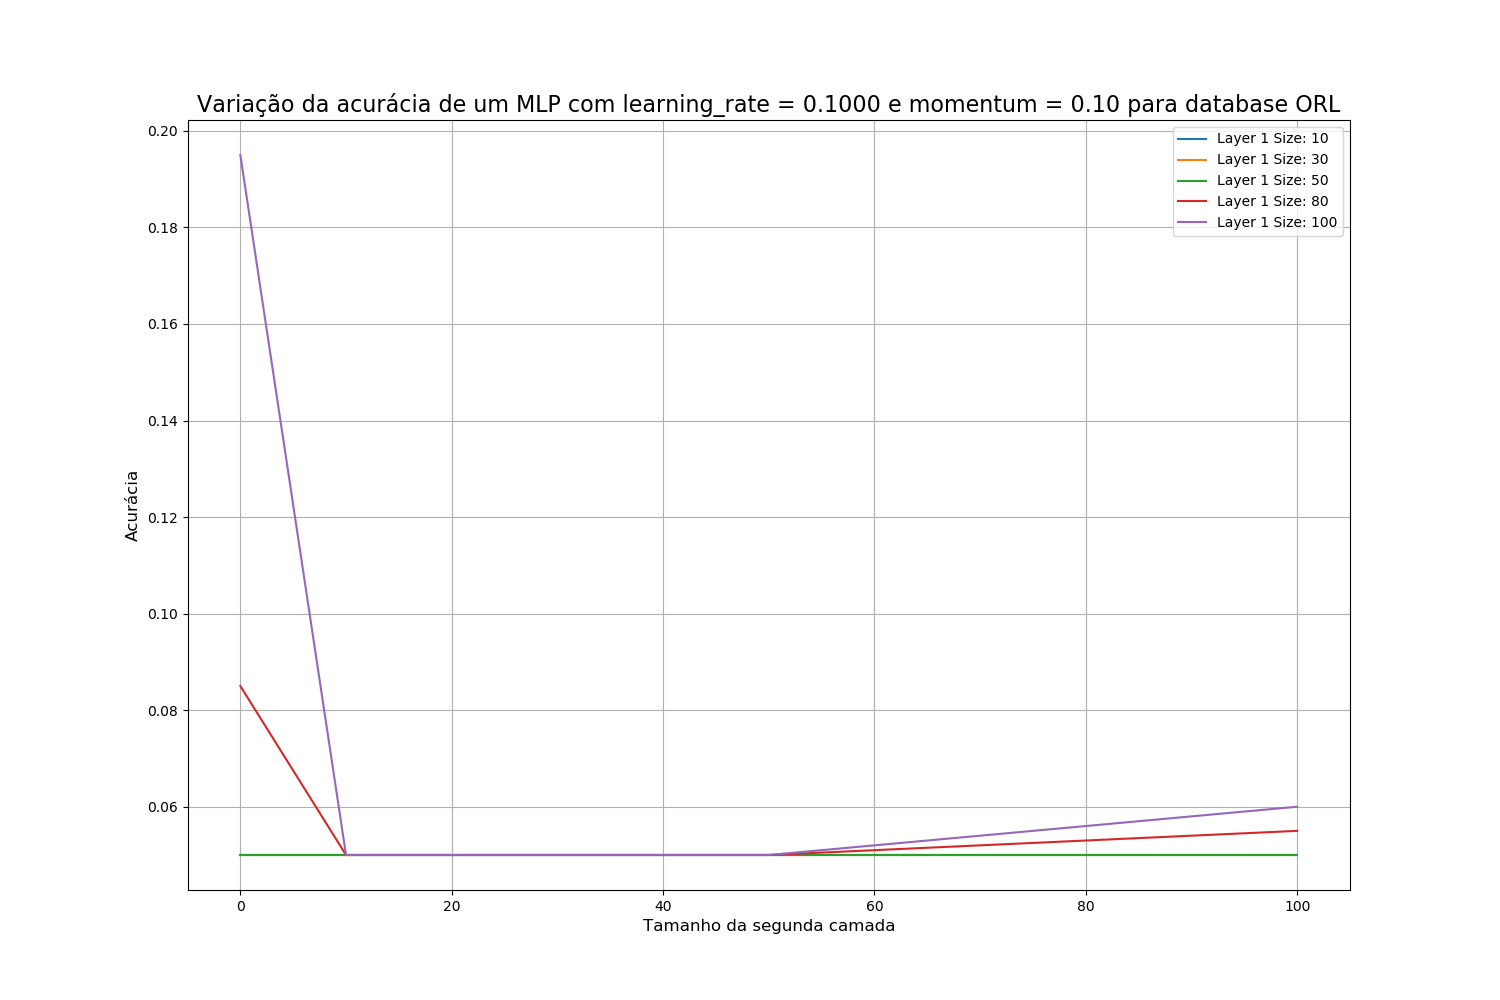 Variação da acurácia de um MLP com learning_rate = 0.1000 e momentum = 0.10 para database ORL
Layer 1 Size: 10
Layer 1 Size: 30
Layer 1 Size: 50
Layer 1 Size: 80
Layer 1 Size: 100
Acurácia
0.20
0.18
0.16
0.14
0.12
0.10
0.08
0.06
0 20 40 60 80 100
Tamanho da segunda camada